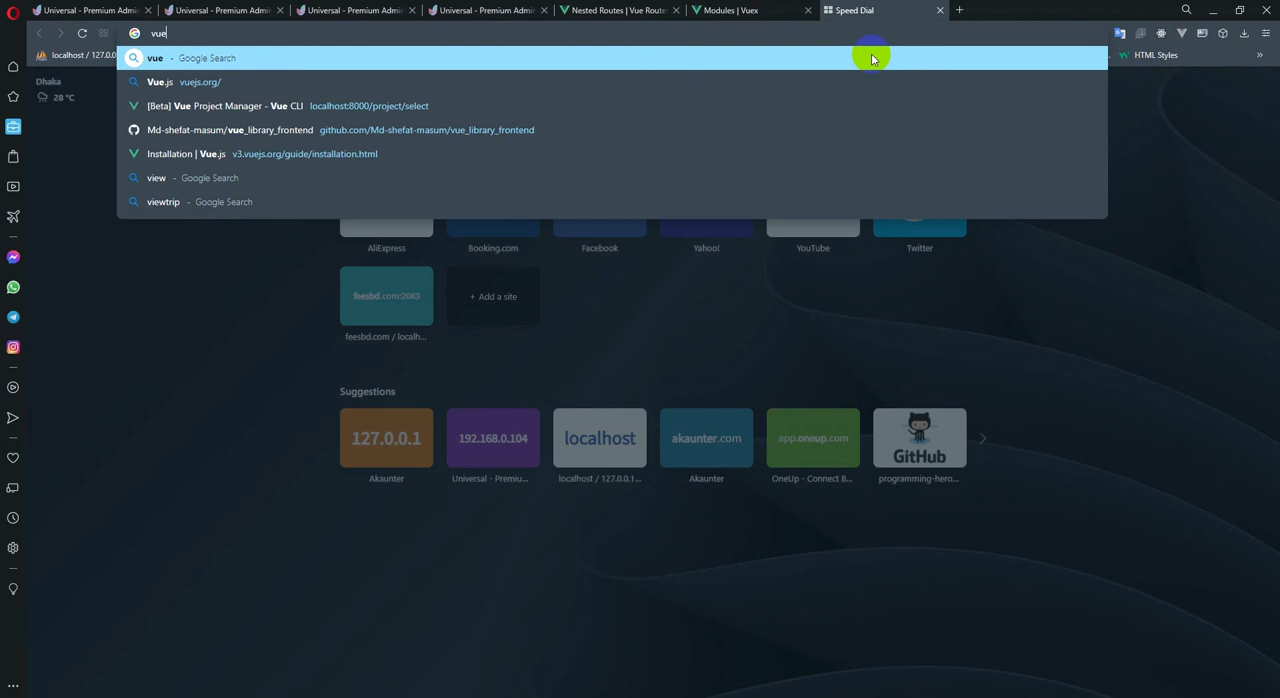 Universal - Premium Admin
Universal - Premium Admin
Universal - Premium Admin
Universal - Premium Admin
Nested Routes | Vue Route
Modules | Vuex
Speed Dial
vue
localhost / 127.0.0
HTML Styles
vue - Google Search
Vue.js vuejs.org/
[Beta] Vue Project Manager - Vue CLI localhost:8000/project/select
Md-shefat-masum/vue_library_frontend github.com/Md-shefat-masum/vue_library_frontend
Installation | Vue.js v3.vuejs.org/guide/installation.html
view - Google Search
viewtrip - Google Search
Dhaka
28 °C
AliExpress
Booking.com
Facebook
Yahoo!
YouTube
Twitter
feesbd.com:2083
+ Add a site
feesbd.com / localh...
Suggestions
127.0.0.1
192.168.0.104
localhost
akaunter.com
app.oneup.com
GitHub
Akaunter
Universal - Premiu...
localhost / 127.0.0.1...
Akaunter
OneUp - Connect B...
programming-hero...